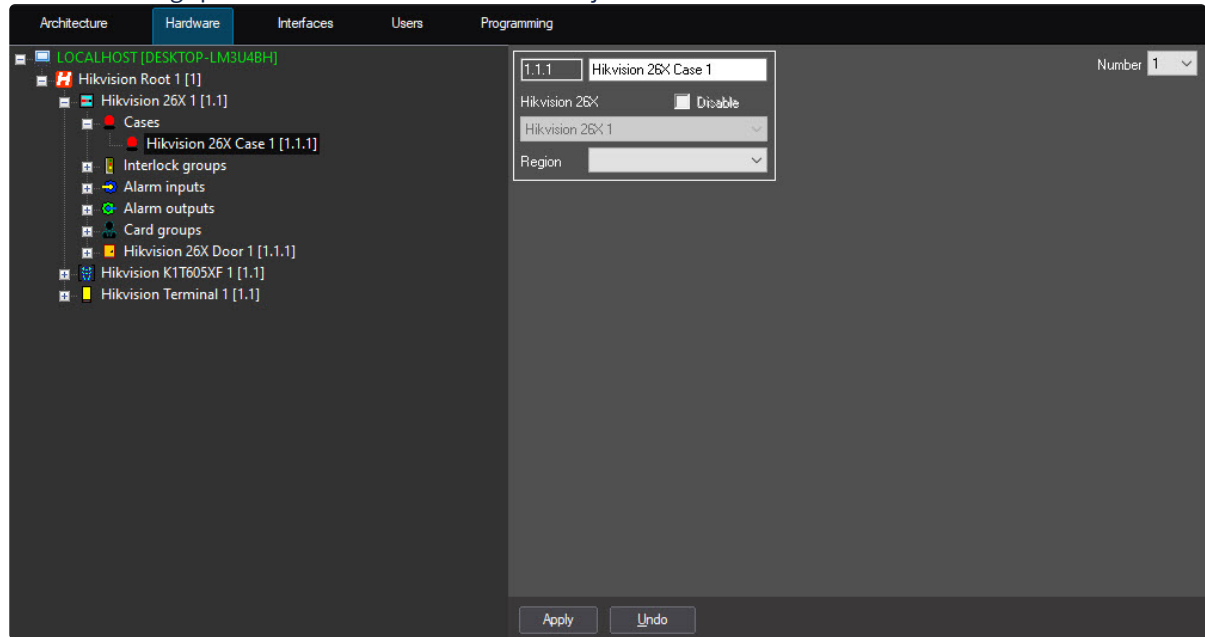 Architecture Hardware Interfaces Users Programming
LOCALHOST [DESKTOP-LM3U4BH]
Hikvision Root 1 [1]
Hikvision 26X 1 [1.1]
Cases
Hikvision 26X Case 1 [1.1.1]
Interlock groups
Alarm inputs
Alarm outputs
Card groups
Hikvision 26X Door 1 [1.1.1]
Hikvision K1T605XF 1 [1.1]
Hikvision Terminal 1 [1.1]
1.1.1 Hikvision 26X Case 1
Hikvision 26X Disable
Hikvision 26X 1
Region
Number 1
Apply Undo